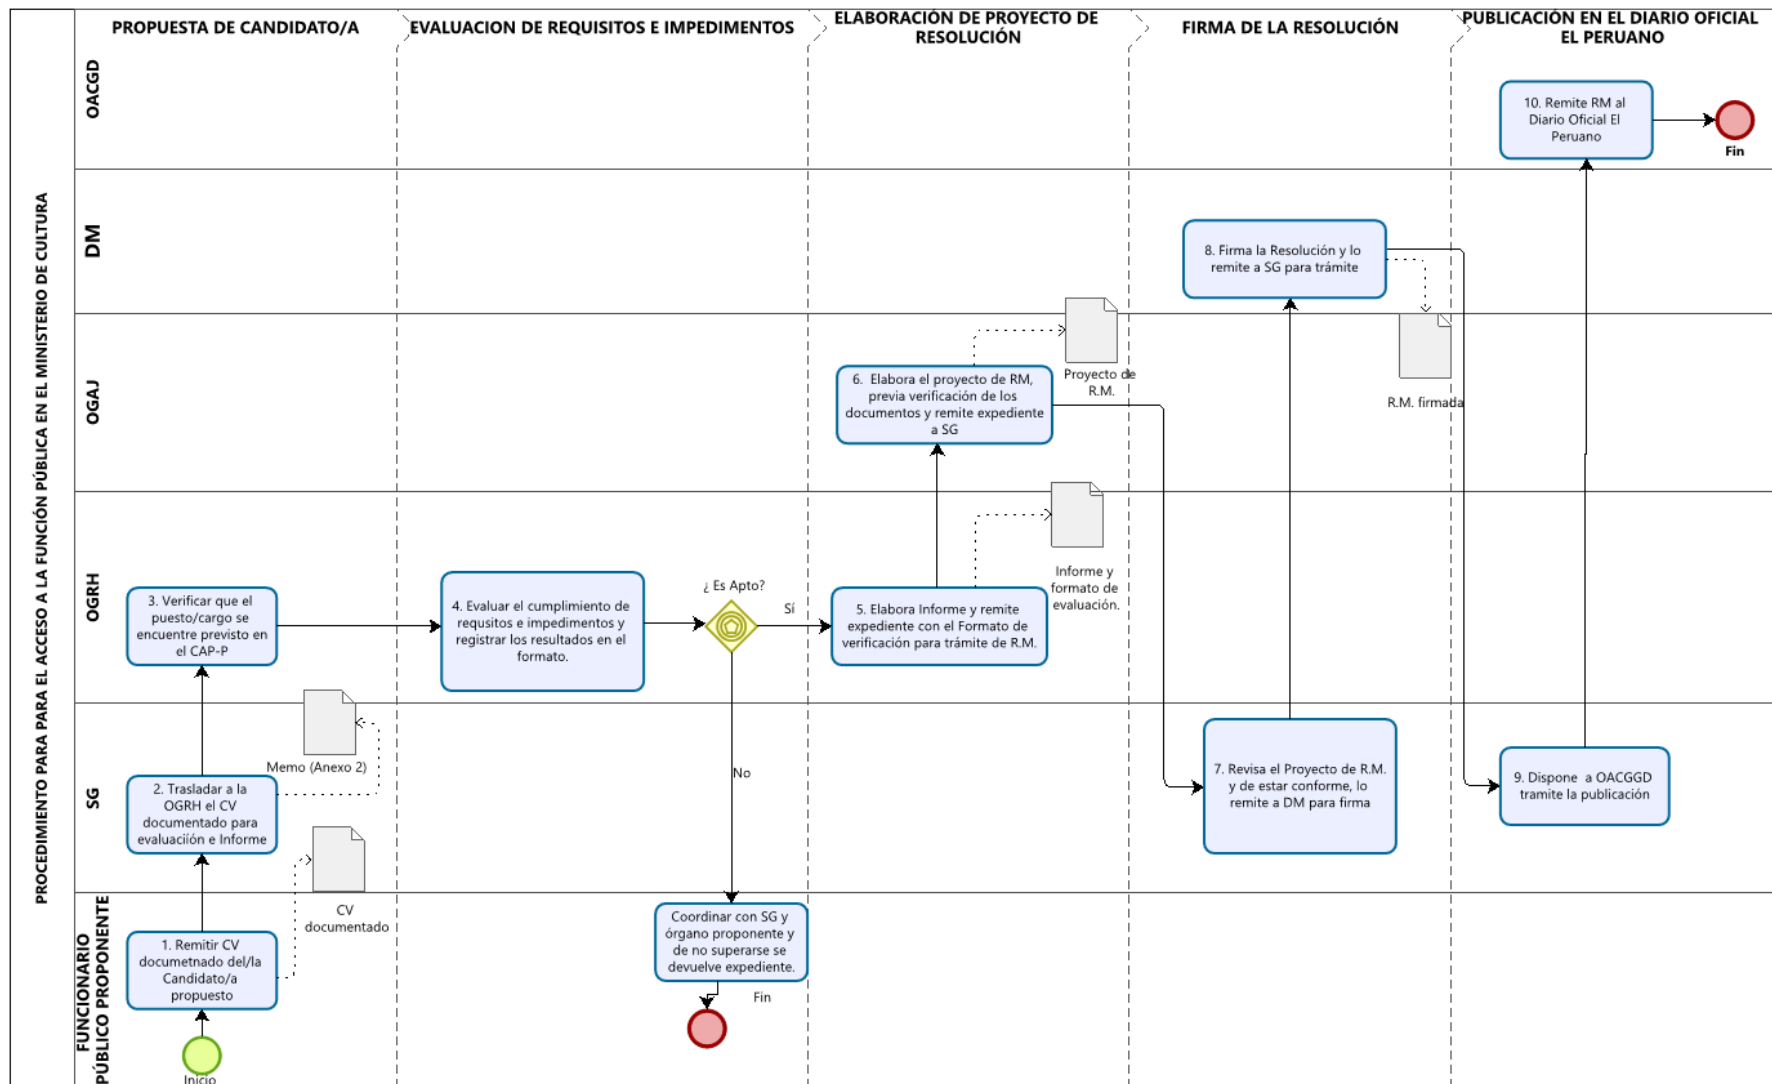 PROCEDIMIENTO PARA PARA EL ACCESO A LA FUNCIÓN PÚBLICA EN EL MINISTERIO DE CULTURA
PROPUESTA DE CANDIDATO/A
EVALUACION DE REQUISITOS E IMPEDIMENTOS
ELABORACIÓN DE PROYECTO DE
RESOLUCIÓN
FIRMA DE LA RESOLUCIÓN
PUBLICACIÓN EN EL DIARIO OFICIAL
EL PERUANO
OACGD
10. Remite RM al
Diario Oficial El
Peruano
Fin
DM
8. Firma la Resolución y lo
remite a SG para trámite
OGAJ
6. Elabora el proyecto de RM,
previa verificación de los
documentos y remite expediente
a SG
Proyecto de
R.M.
R.M. firmada
OGRH
3. Verificar que el
puesto/cargo se
encuentre previsto en
el CAP-P
4. Evaluar el cumplimiento de
requsitos e impedimentos y
registrar los resultados en el
formato.
¿ Es Apto?
Sí
No
5. Elabora Informe y remite
expediente con el Formato de
verificación para trámite de R.M.
Informe y
formato de
evaluación.
SG
Memo (Anexo 2)
2. Trasladar a la
OGRH el CV
documentado para
evaluaciíón e Informe
7. Revisa el Proyecto de R.M.
y de estar conforme, lo
remite a DM para firma
9. Dispone a OACGGD
tramite la publicación
FUNCIONARIO
PÚBLICO PROPONENTE
CV
documentado
1. Remitir CV
documetnado del/la
Candidato/a
propuesto
Inicio
Coordinar con SG y
órgano proponente y
de no superarse se
devuelve expediente.
Fin